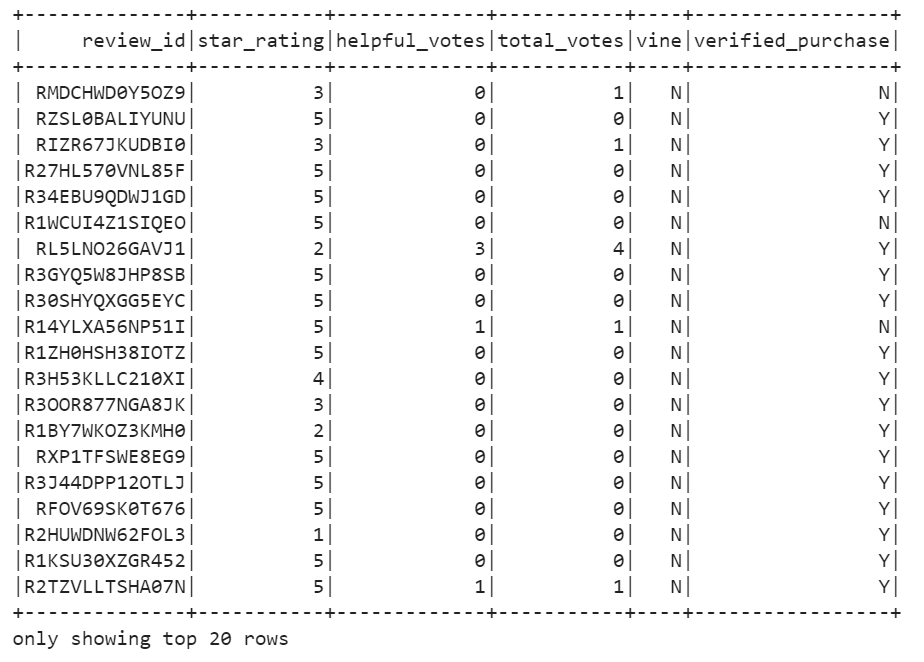 +--------------+-----------+-------------+-----------+----+-----------------+
|     review_id|star_rating|helpful_votes|total_votes|vine|verified_purchase|
+--------------+-----------+-------------+-----------+----+-----------------+
| RMDCHWD0Y5OZ9|          3|            0|          1|   N|                N|
| RZSL0BALIYUNU|          5|            0|          0|   N|                Y|
| RIZR67JKUDBI0|          3|            0|          1|   N|                Y|
|R27HL570VNL85F|          5|            0|          0|   N|                Y|
|R34EBU9QDWJ1GD|          5|            0|          0|   N|                Y|
|R1WCUI4Z1SIQEO|          5|            0|          0|   N|                N|
| RL5LNO26GAVJ1|          2|            3|          4|   N|                Y|
|R3GYQ5W8JHP8SB|          5|            0|          0|   N|                Y|
|R30SHYQXGG5EYC|          5|            0|          0|   N|                Y|
|R14YLXA56NP51I|          5|            1|          1|   N|                N|
|R1ZH0HSH38IOTZ|          5|            0|          0|   N|                Y|
|R3H53KLLC210XI|          4|            0|          0|   N|                Y|
|R3OOR877NGA8JK|          3|            0|          0|   N|                Y|
|R1BY7WKOZ3KMH0|          2|            0|          0|   N|                Y|
| RXP1TFSWE8EG9|          5|            0|          0|   N|                Y|
|R3J44DPP12OTLJ|          5|            0|          0|   N|                Y|
| RFOV69SK0T676|          5|            0|          0|   N|                Y|
|R2HUWDNW62FOL3|          1|            0|          0|   N|                Y|
|R1KSU30XZGR452|          5|            0|          0|   N|                Y|
|R2TZVLLTSHA07N|          5|            1|          1|   N|                Y|
+--------------+-----------+-------------+-----------+----+-----------------+
only showing top 20 rows